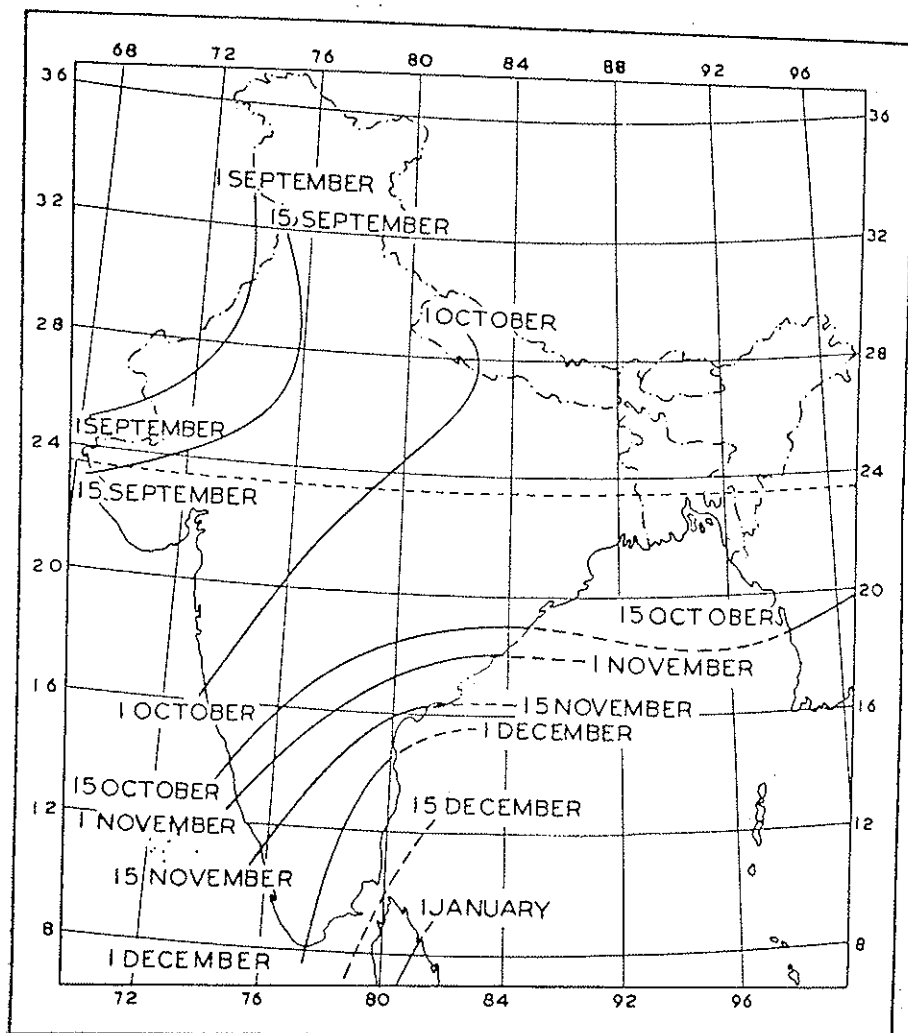 68 72 76 80 84 88 92 96
36 36
1 SEPTEMBER
32 15 SEPTEMBER 32
1 OCTOBER
28 28
1 SEPTEMBER
24 24
15 SEPTEMBER
20 20
15 OCTOBER
1 NOVEMBER
16 1 OCTOBER 15 NOVEMBER 16
1 DECEMBER
15 OCTOBER
12 1 NOVEMBER 15 DECEMBER 12
15 NOVEMBER
1 JANUARY
8 8
1 DECEMBER
72 76 80 84 92 96